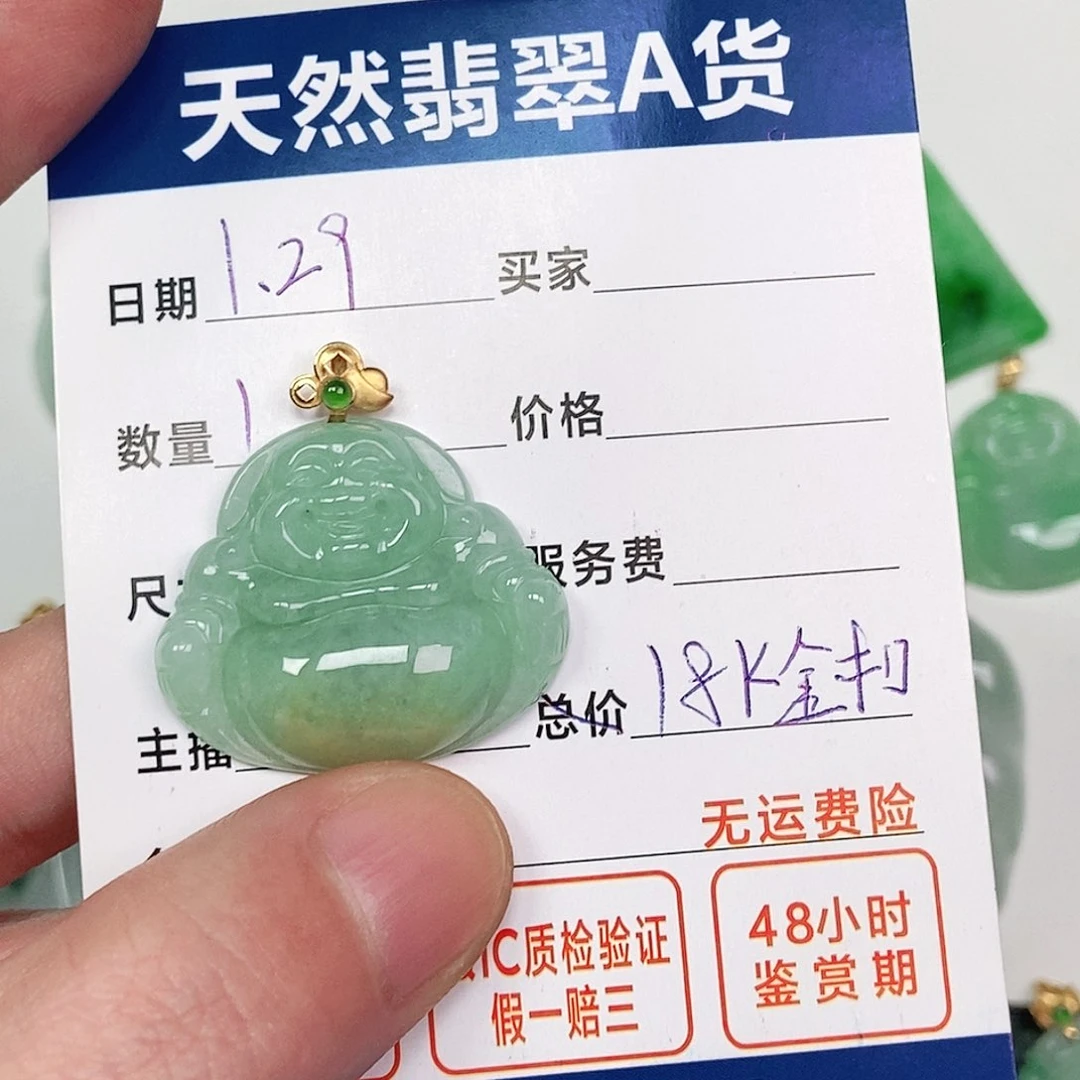 天然翡翠A货
日期 1.29 买家
数量 1 价格
尺 服务费
主播 总价 18K金扣
无运费险
IC质检验证
假一赔三
48小时
鉴赏期